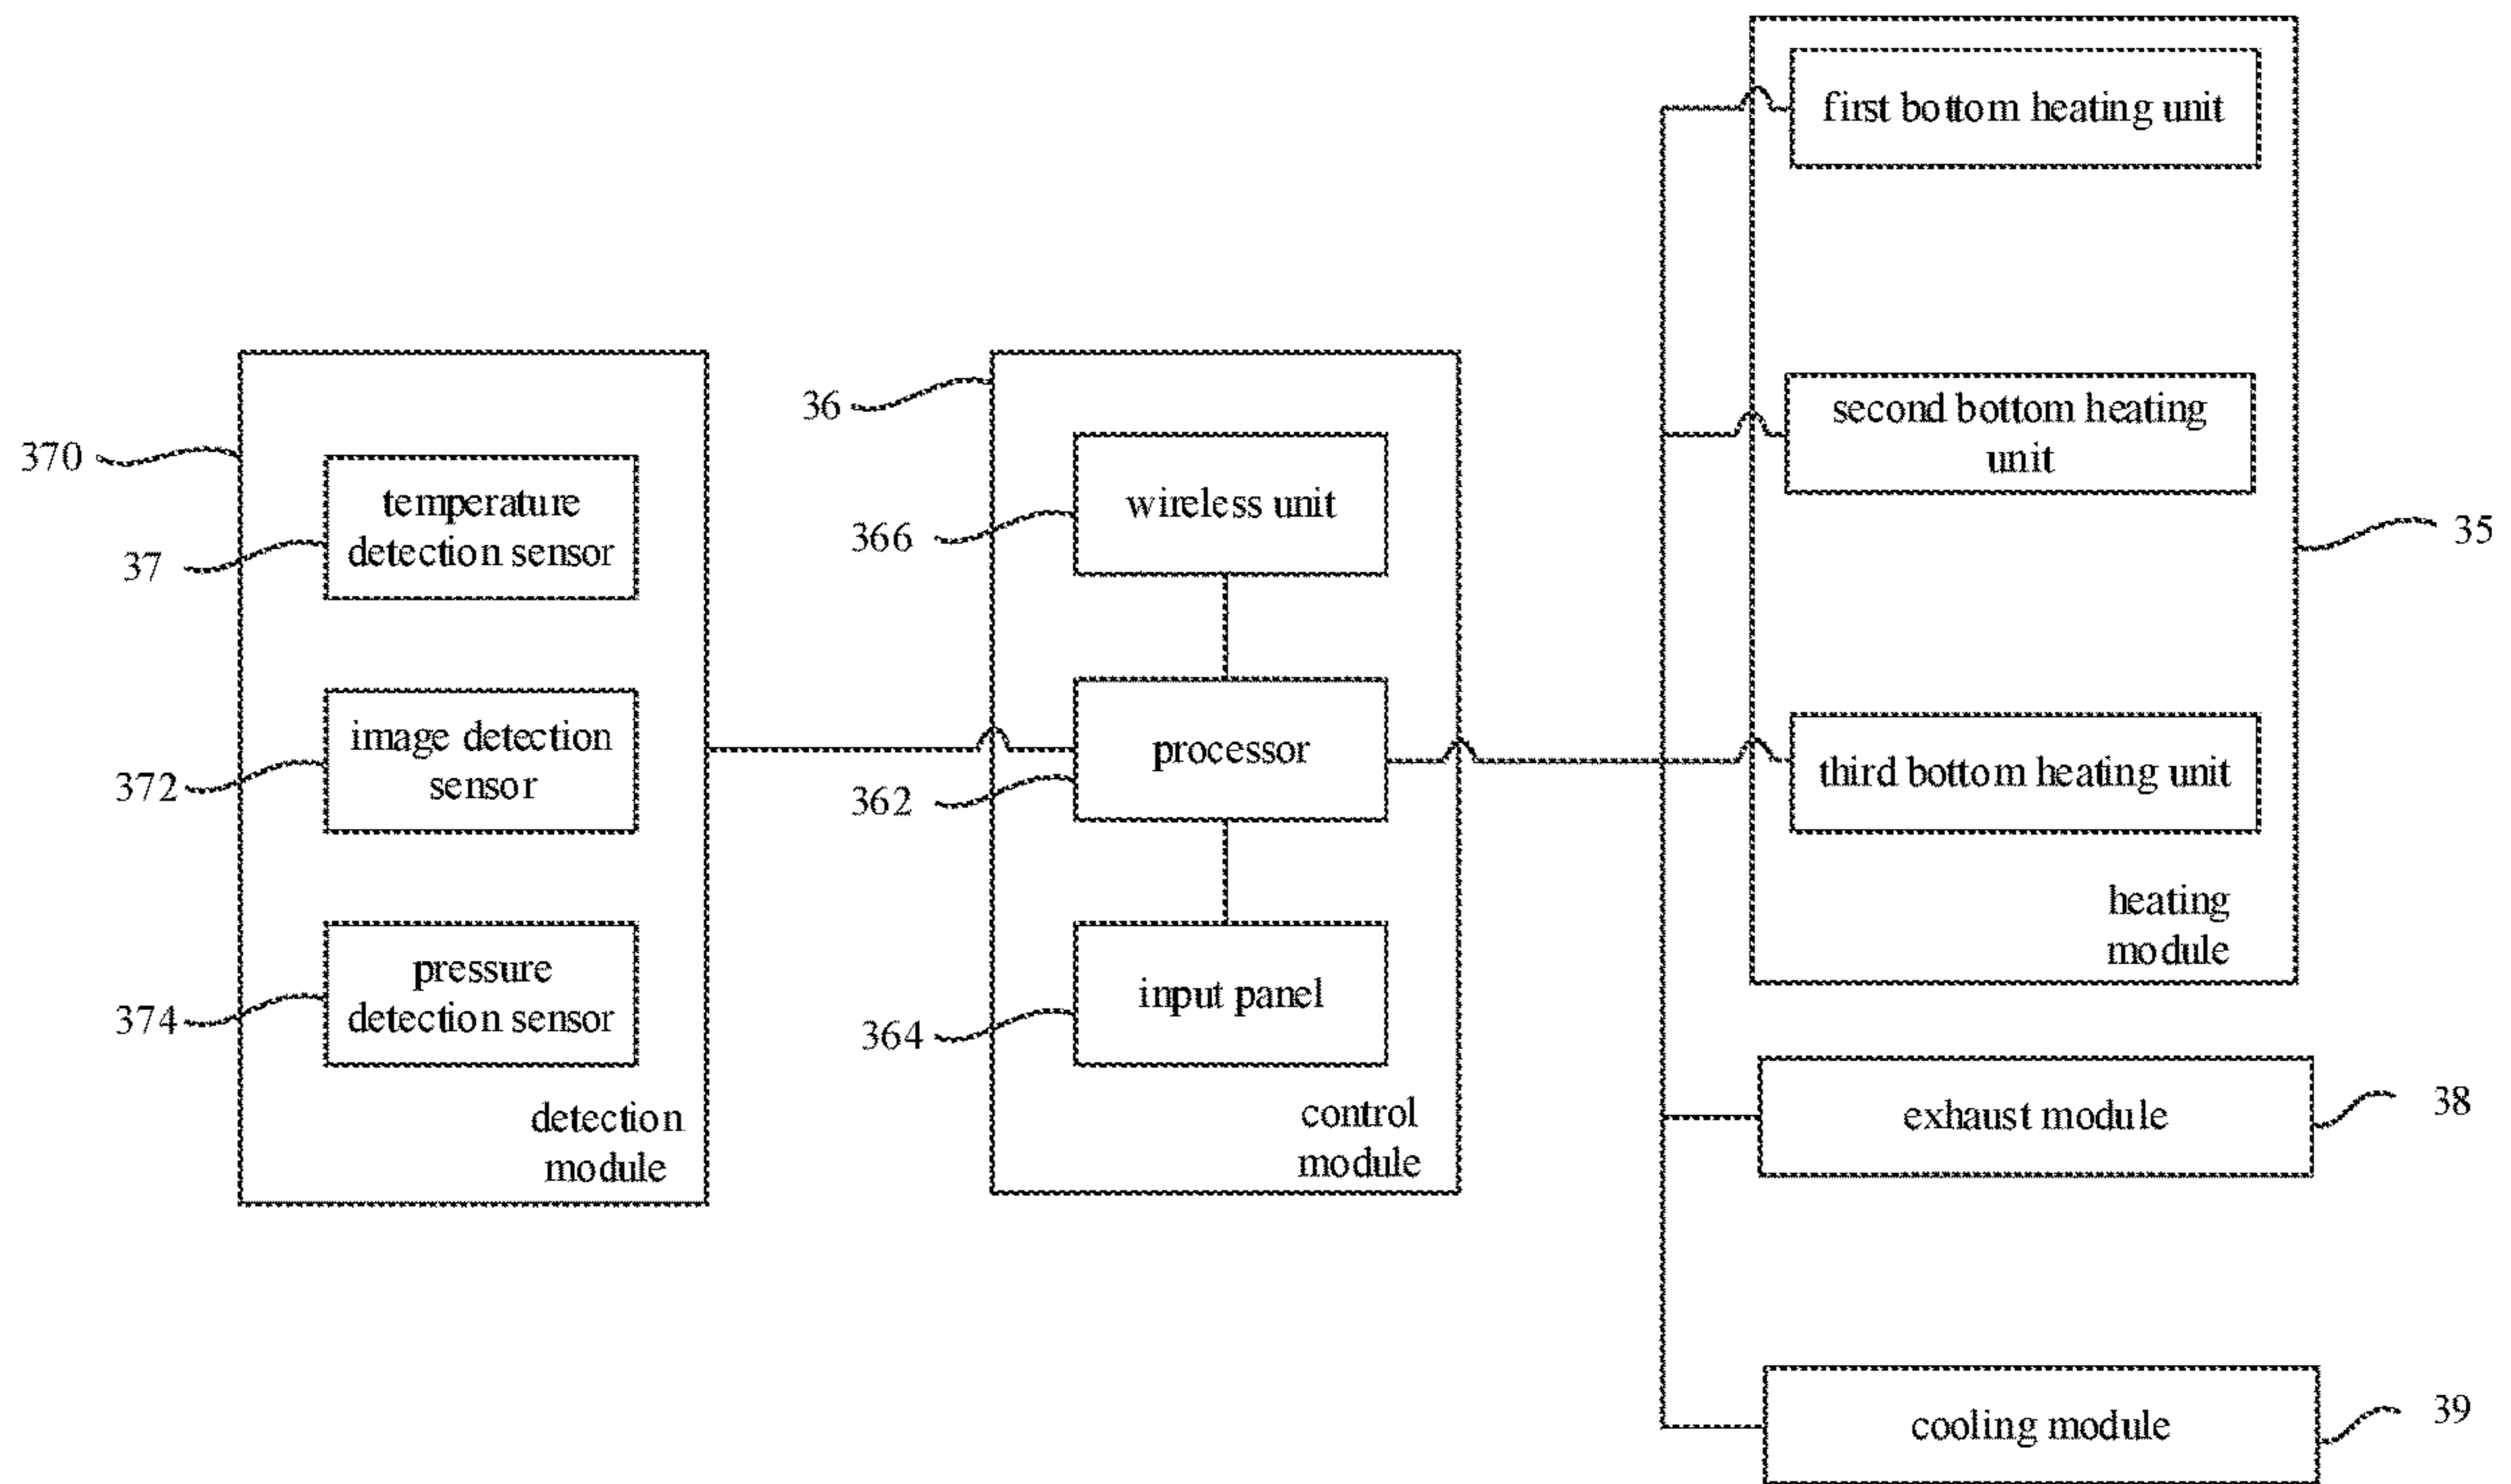 370
37
temperature
detection sensor
372
image detection
sensor
374
pressure
detection sensor
detection
module
36
366
wireless unit
362
processor
364
input panel
control
module
first bottom heating unit
second bottom heating
unit
third bottom heating unit
heating
module
35
exhaust module
38
cooling module
39